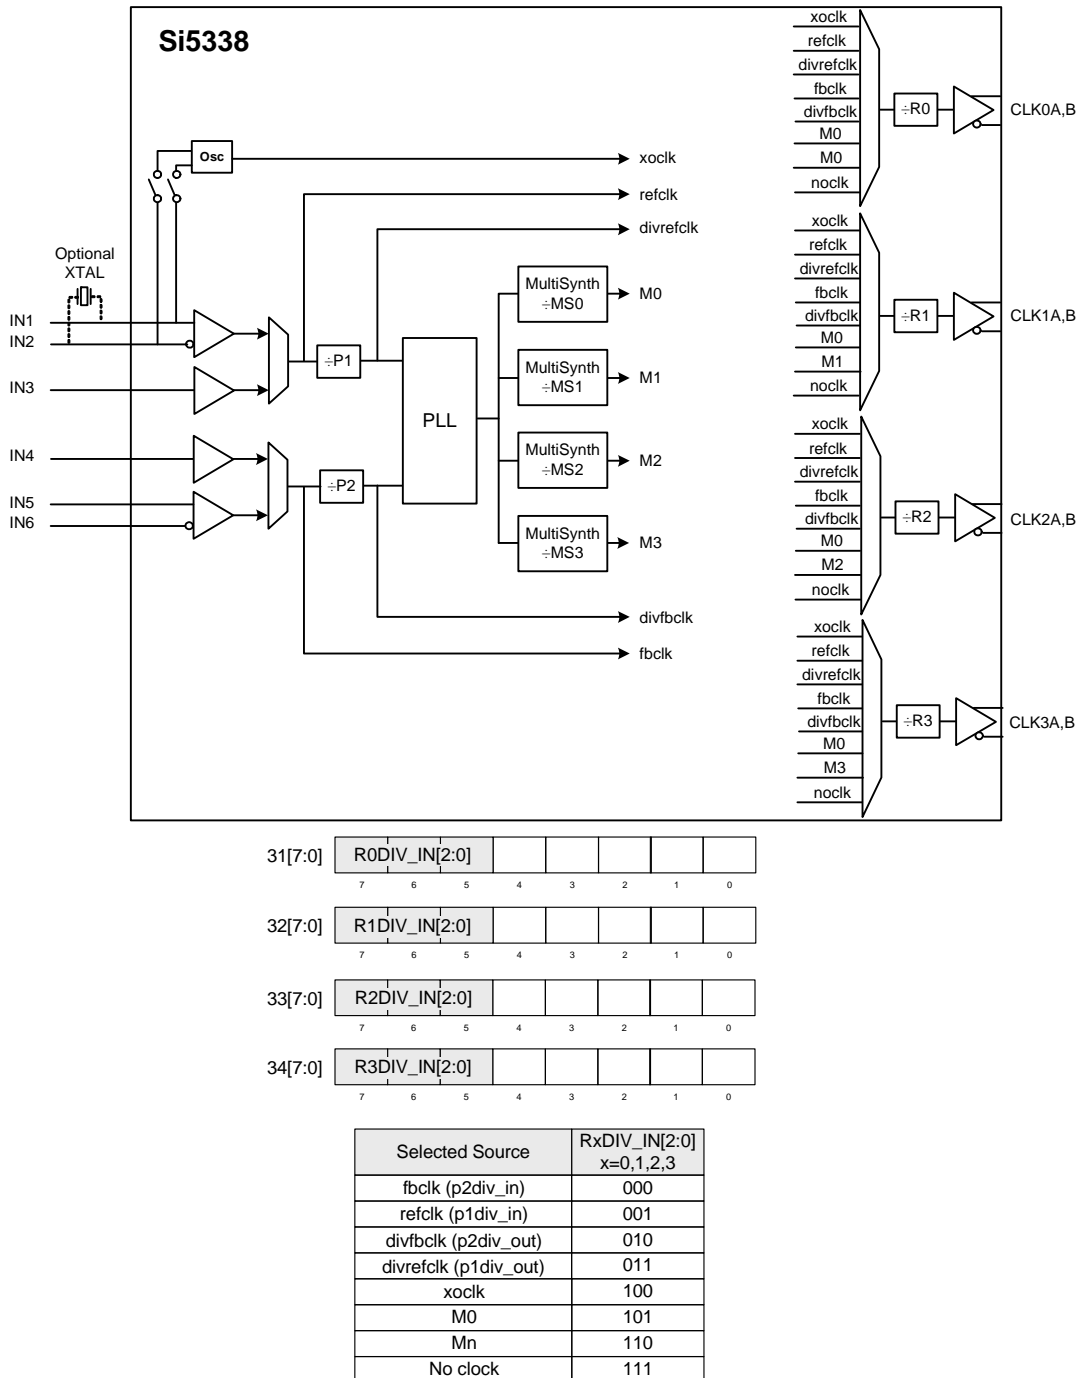 Si5338
Osc
xoclk
refclk
divrefclk
Optional
XTAL
IN1
IN2
IN3
IN4
IN5
IN6
÷P1
÷P2
PLL
MultiSynth
÷MS0
M0
MultiSynth
÷MS1
M1
MultiSynth
÷MS2
M2
MultiSynth
÷MS3
M3
divfbclk
fbclk
xoclk
refclk
divrefclk
fbclk
divfbclk
M0
M0
noclk
÷R0
CLK0A,B
xoclk
refclk
divrefclk
fbclk
divfbclk
M0
M1
noclk
÷R1
CLK1A,B
xoclk
refclk
divrefclk
fbclk
divfbclk
M0
M2
noclk
÷R2
CLK2A,B
xoclk
refclk
divrefclk
fbclk
divfbclk
M0
M3
noclk
÷R3
CLK3A,B
31[7:0] R0DIV_IN[2:0]
7 6 5 4 3 2 1 0
32[7:0] R1DIV_IN[2:0]
7 6 5 4 3 2 1 0
33[7:0] R2DIV_IN[2:0]
7 6 5 4 3 2 1 0
34[7:0] R3DIV_IN[2:0]
7 6 5 4 3 2 1 0
Selected Source RxDIV_IN[2:0]
x=0,1,2,3
fbclk (p2div_in) 000
refclk (p1div_in) 001
divfbclk (p2div_out) 010
divrefclk (p1div_out) 011
xoclk 100
M0 101
Mn 110
No clock 111